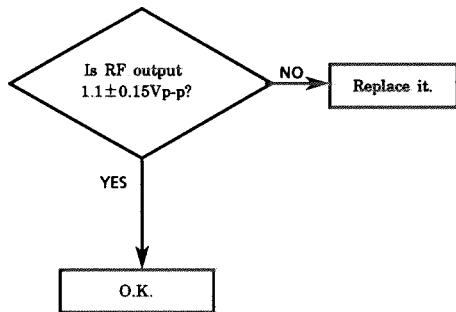 Is RF output
1.1±0.15Vp-p?
NO
Replace it.
YES
O.K.